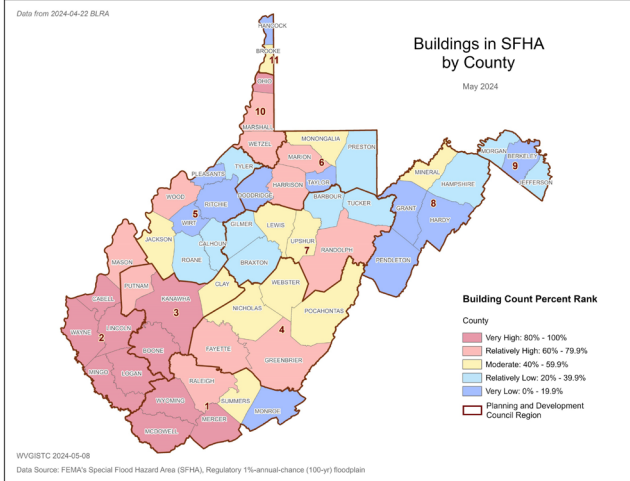 Data from 2024-04-22 BLRA
Buildings in SFHA
by County
May 2024
HANCOCK
BROOKE
11
OHIO
10
MARSHALL
WETZEL
MONONGALIA
PRESTON
MARION
6
TYLER
PLEASANTS
DODDRIDGE
HARRISON
TAYLOR
MORGAN
BERKELEY
9
JEFFERSON
MINERAL
HAMPSHIRE
WOOD
RITCHIE
BARBOUR
TUCKER
GRANT
8
HARDY
5
WIRT
GILMER
LEWIS
UPSHUR
7
RANDOLPH
JACKSON
CALHOUN
ROANE
BRAXTON
PENDLETON
MASON
CLAY
WEBSTER
PUTNAM
CABELL
KANAWHA
3
NICHOLAS
POCAHONTAS
WAYNE
LINCOLN
2
BOONE
4
FAYETTE
GREENBRIER
MINGO
LOGAN
RALEIGH
WYOMING
1
SUMMERS
MONROE
MERCER
MCDOWELL
Building Count Percent Rank
County
Very High: 80% - 100%
Relatively High: 60% - 79.9%
Moderate: 40% - 59.9%
Relatively Low: 20% - 39.9%
Very Low: 0% - 19.9%
Planning and Development
Council Region
WVGISTC 2024-05-08
Data Source: FEMA's Special Flood Hazard Area (SFHA), Regulatory 1%-annual-chance (100-yr) floodplain